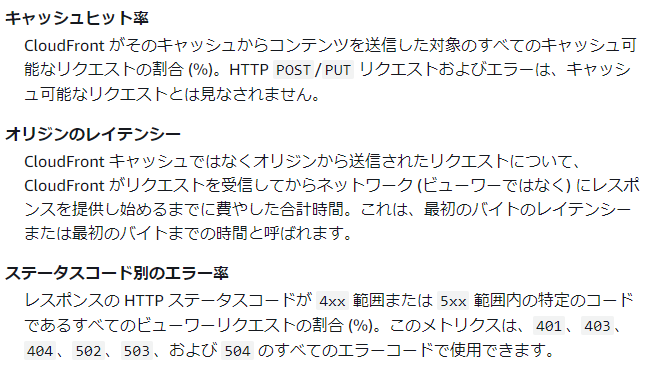 キャッシュヒット率
CloudFront がそのキャッシュからコンテンツを送信した対象のすべてのキャッシュ可
能なリクエストの割合 (%)。HTTP POST/PUT リクエストおよびエラーは、キャッシ
ュ可能なリクエストとは見なされません。
オリジンのレイテンシー
CloudFront キャッシュではなくオリジンから送信されたリクエストについて、
CloudFront がリクエストを受信してからネットワーク (ビューワーではなく) にレスポ
ンスを提供し始めるまでに費やした合計時間。これは、最初のバイトのレイテンシー
または最初のバイトまでの時間と呼ばれます。
ステータスコード別のエラー率
レスポンスの HTTP ステータスコードが 4xx 範囲または 5xx 範囲内の特定のコード
であるすべてのビューワーリクエストの割合 (%)。このメトリクスは、401、403、
404、502、503、および 504 のすべてのエラーコードで使用できます。